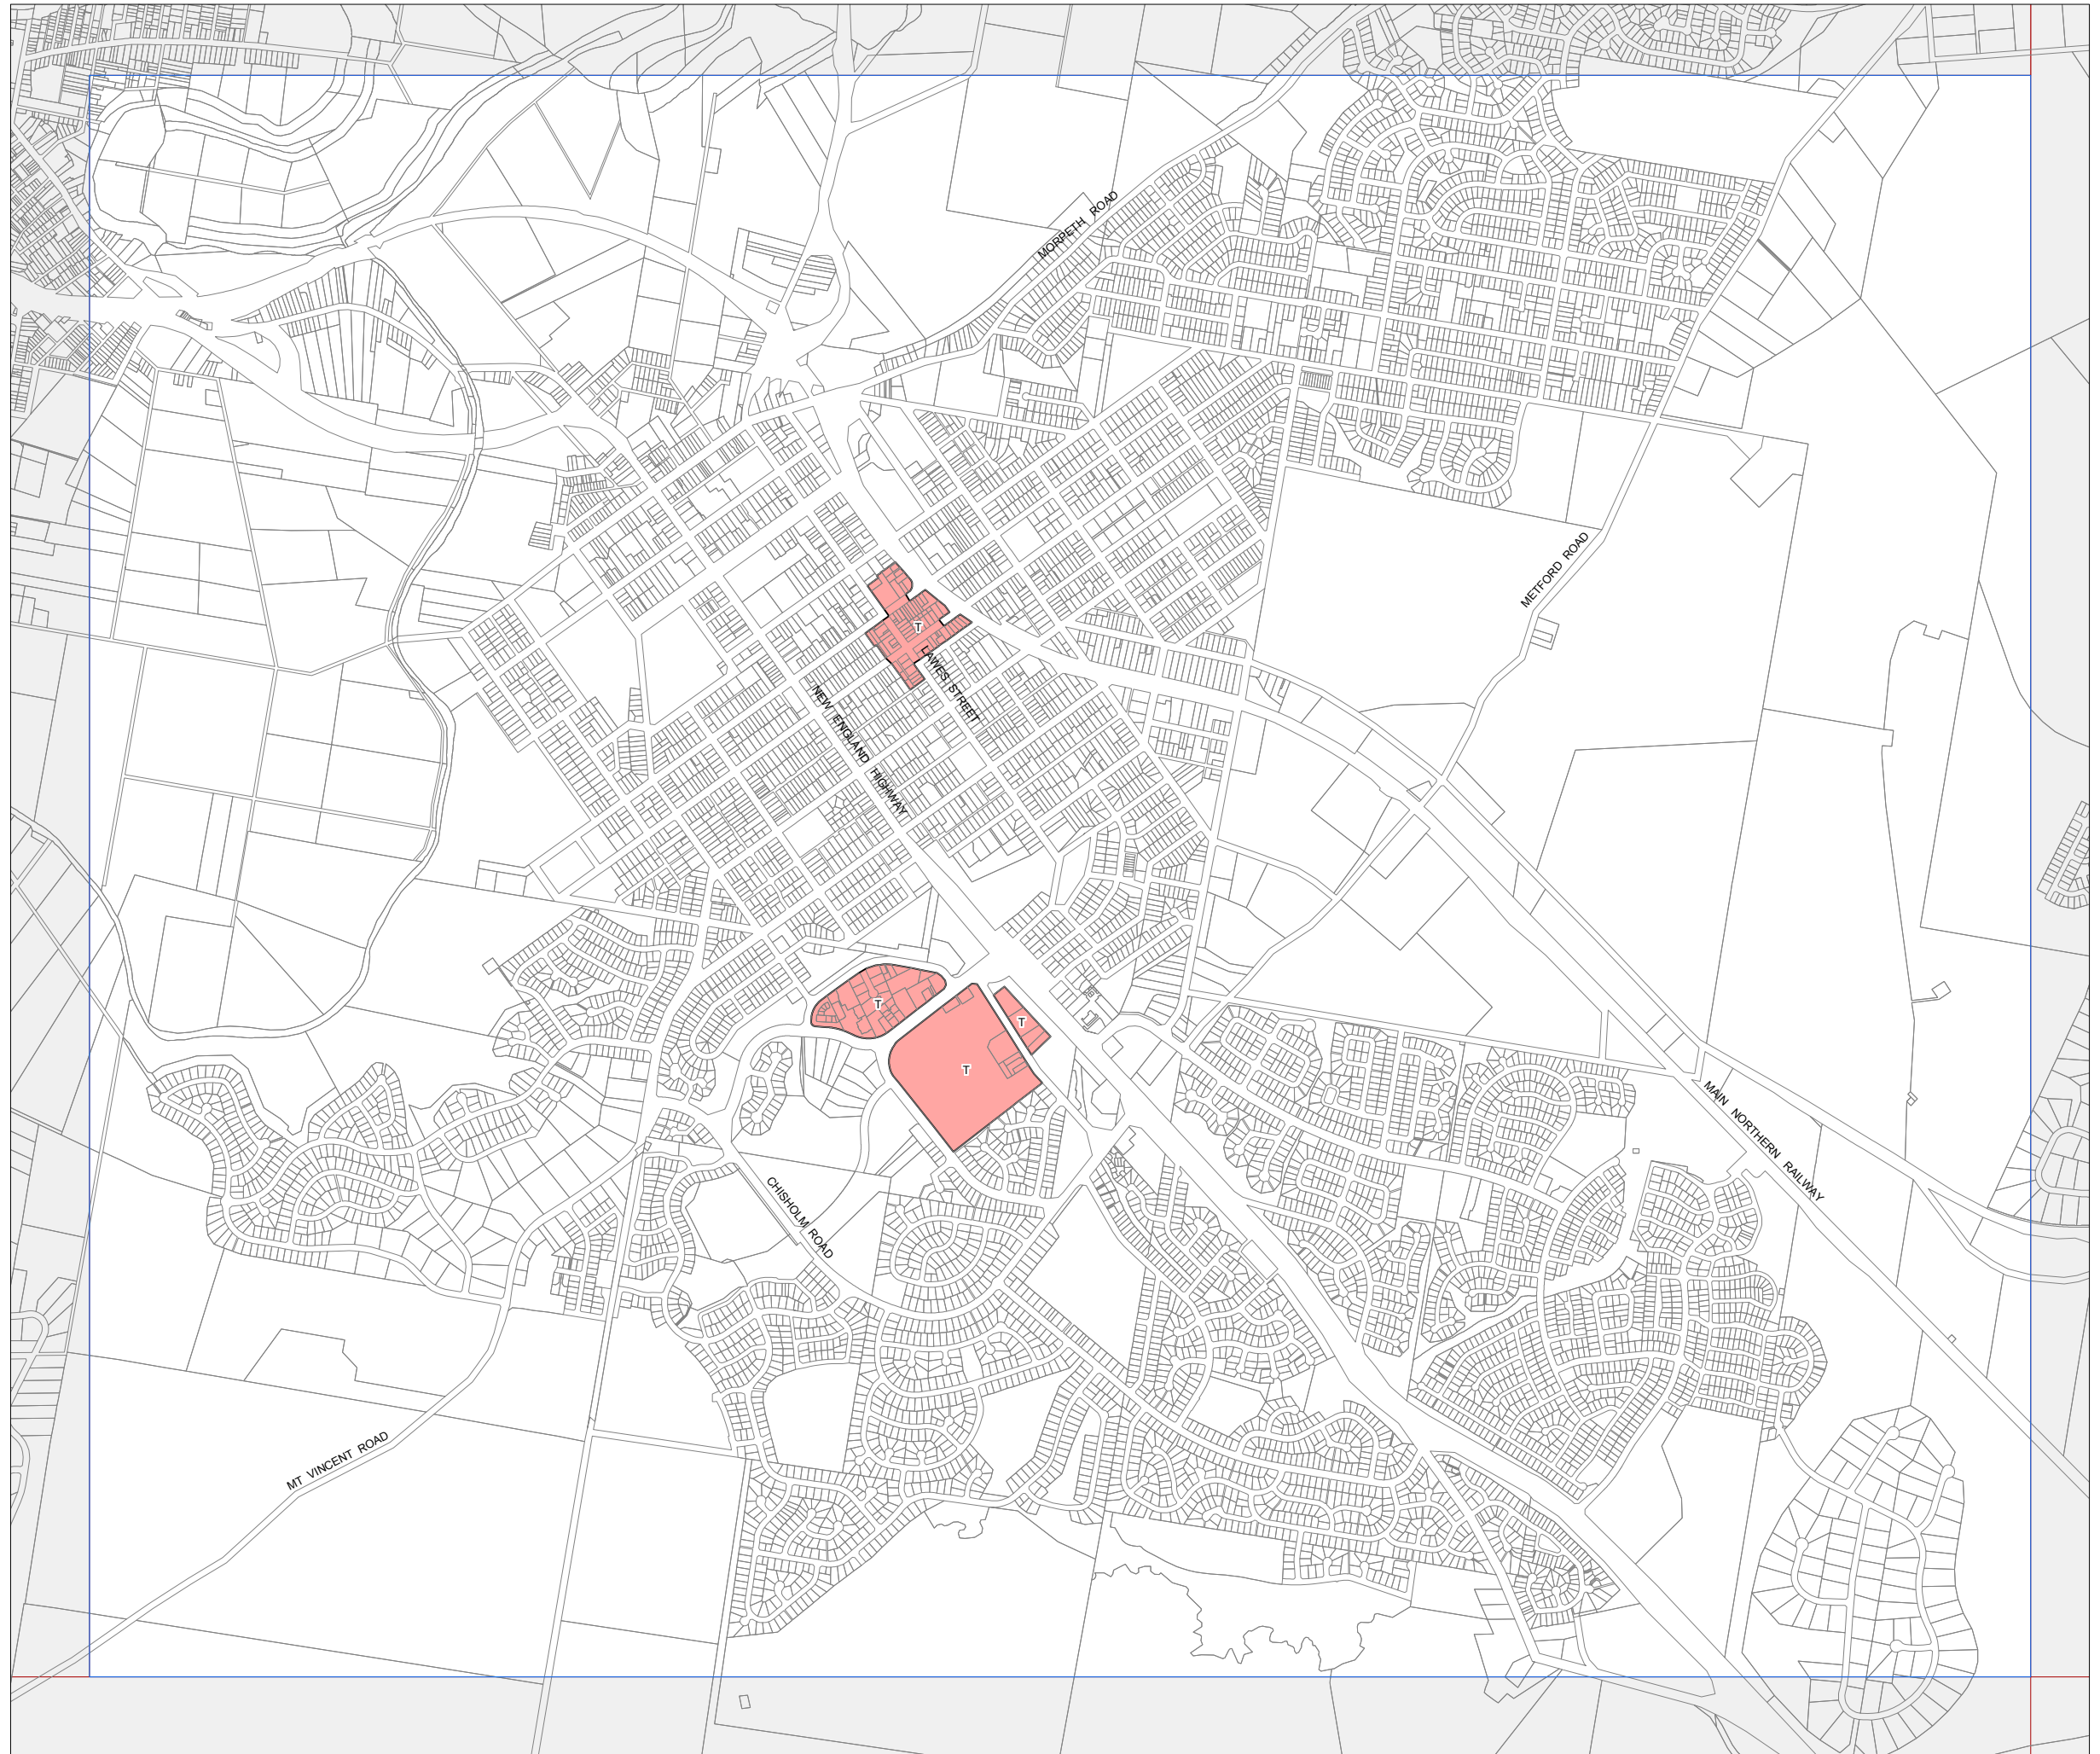 MORPETH ROAD
METFORD ROAD
T
LAWES STREET
NEW ENGLAND HIGHWAY
T
T
T
MAIN NORTHERN RAILWAY
CHISHOLM ROAD
MT VINCENT ROAD